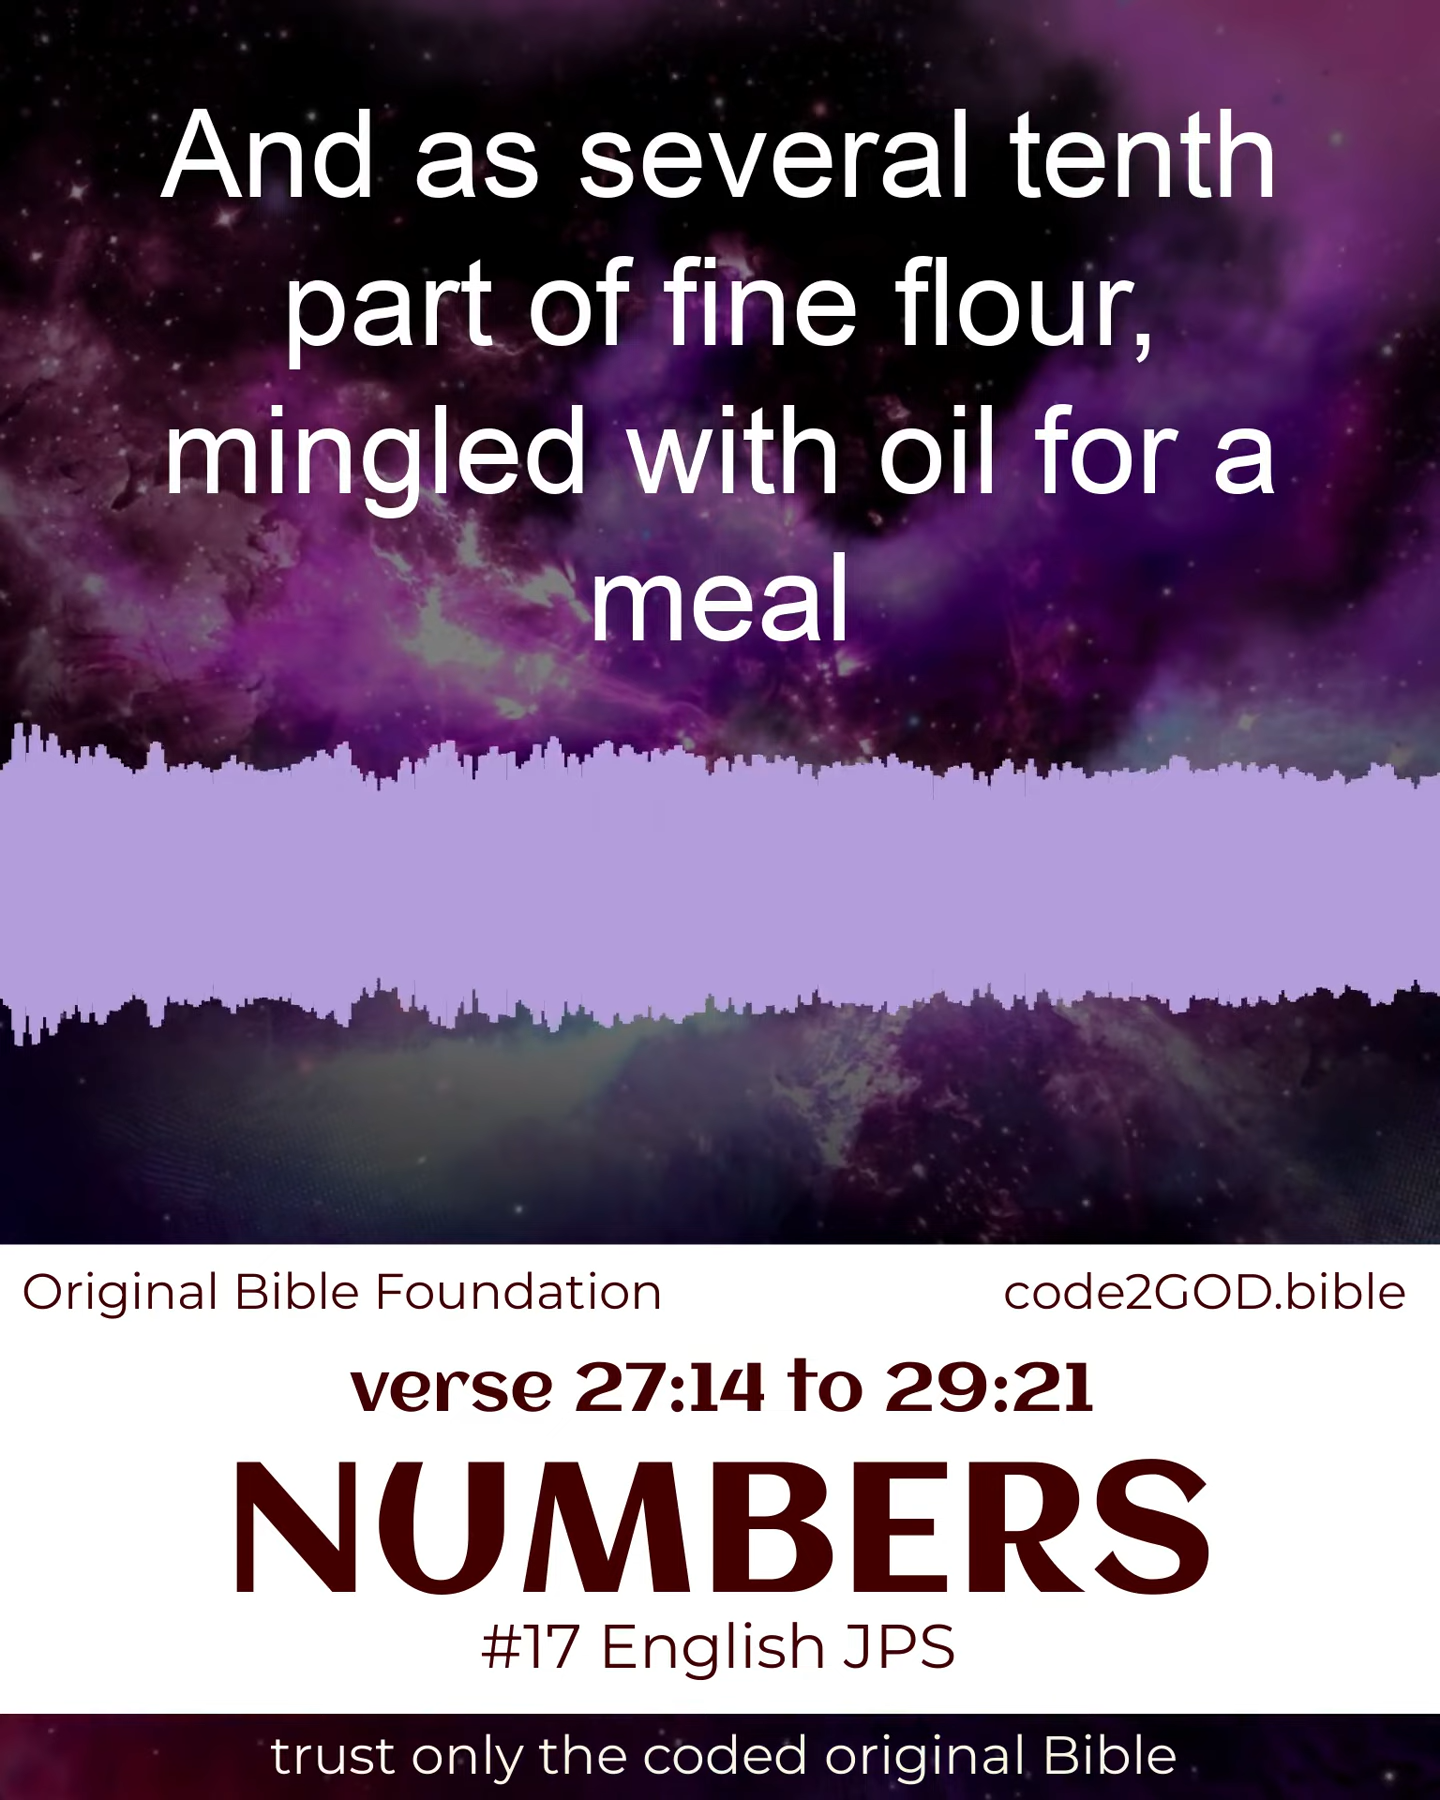 And as several tenth
part of fine flour,
mingled with oil for a
meal
Original Bible Foundation
code2GOD.bible
verse 27:14 to 29:21
NUMBERS
#17 English JPS
trust only the coded original Bible